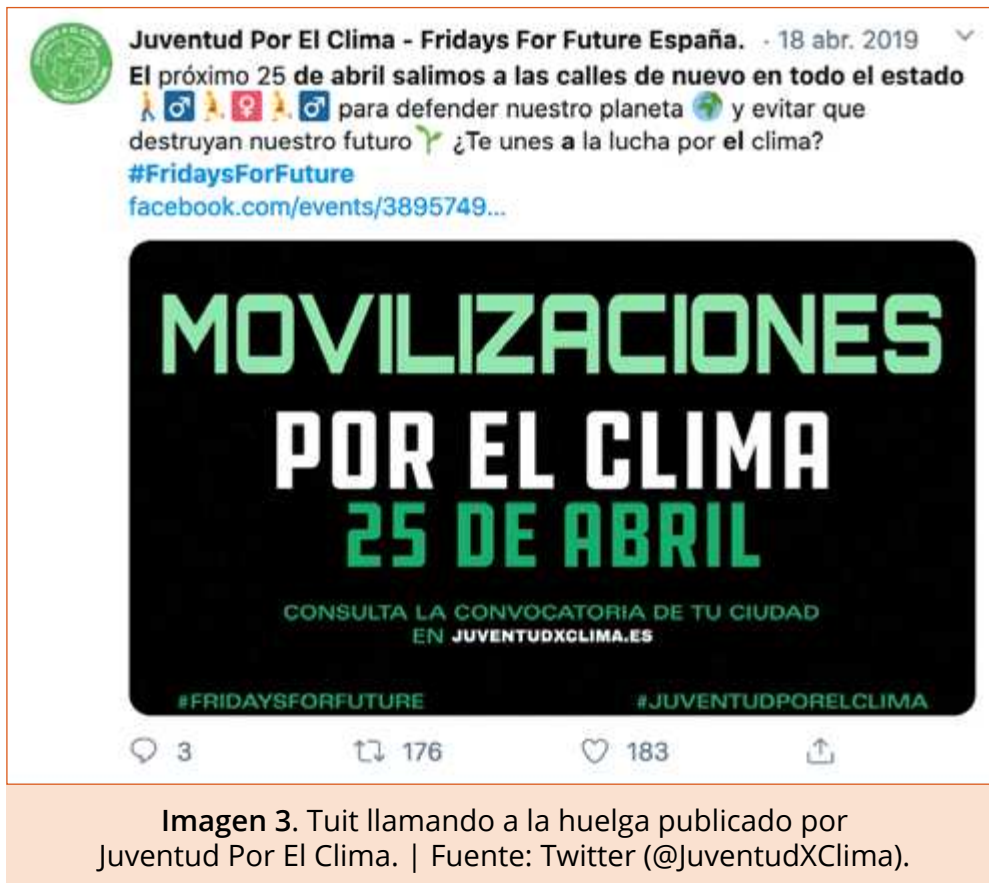 Juventud Por El Clima - Fridays For Future España. · 18 abr. 2019
El próximo 25 de abril salimos a las calles de nuevo en todo el estado
para defender nuestro planeta 🌍 y evitar que
destruyan nuestro futuro 🌱 ¿Te unes a la lucha por el clima?
#FridaysForFuture
facebook.com/events/3895749...
MOVILIZACIONES
POR EL CLIMA
25 DE ABRIL
CONSULTA LA CONVOCATORIA DE TU CIUDAD
EN JUVENTUDXCLIMA.ES
#FRIDAYSFORFUTURE #JUVENTUDPORELCLIMA
3 176 183
Imagen 3. Tuit llamando a la huelga publicado por
Juventud Por El Clima. | Fuente: Twitter (@JuventudXClima).